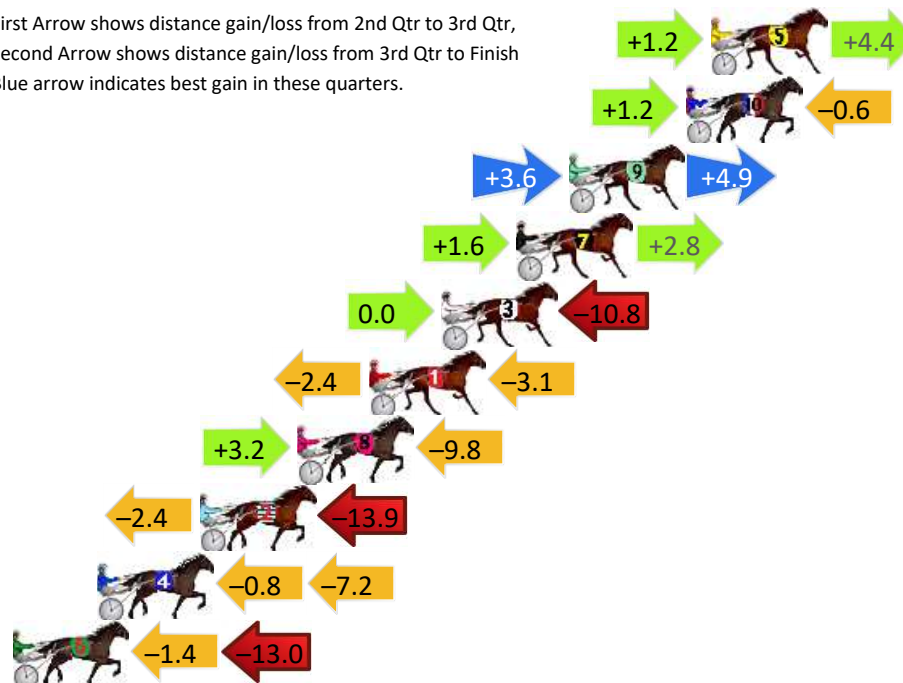 irst Arrow shows distance gain/loss from 2nd Qtr to 3rd Qtr,
econd Arrow shows distance gain/loss from 3rd Qtr to Finish
Blue arrow indicates best gain in these quarters.
+1.2 5 +4.4
+1.2 10 –0.6
+3.6 9 +4.9
+1.6 7 +2.8
0.0 3 –10.8
–2.4 1 –3.1
+3.2 8 –9.8
–2.4 2 –13.9
4 –0.8 –7.2
6 –1.4 –13.0